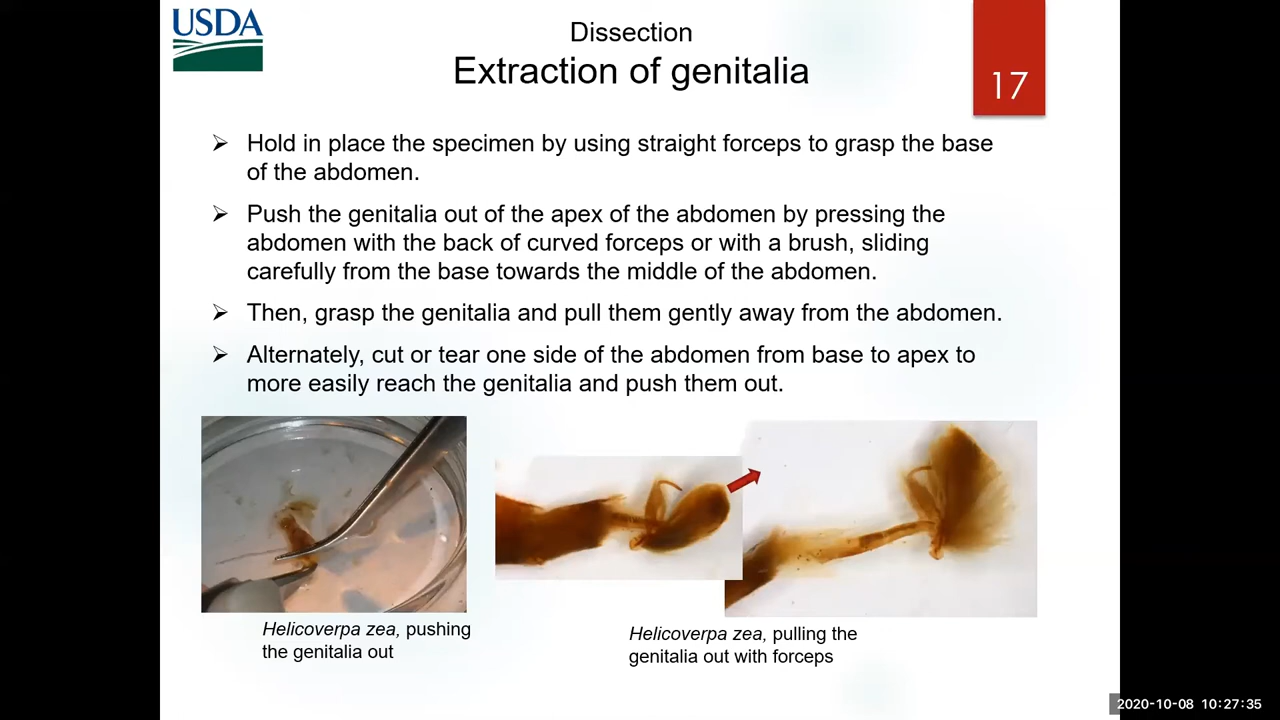 USDA
Dissection
Extraction of genitalia
17
Hold in place the specimen by using straight forceps to grasp the base
of the abdomen.
Push the genitalia out of the apex of the abdomen by pressing the
abdomen with the back of curved forceps or with a brush, sliding
carefully from the base towards the middle of the abdomen.
Then, grasp the genitalia and pull them gently away from the abdomen.
Alternately, cut or tear one side of the abdomen from base to apex to
more easily reach the genitalia and push them out.
Helicoverpa zea, pushing
the genitalia out
Helicoverpa zea, pulling the
genitalia out with forceps
2020-10-08 10:27:35